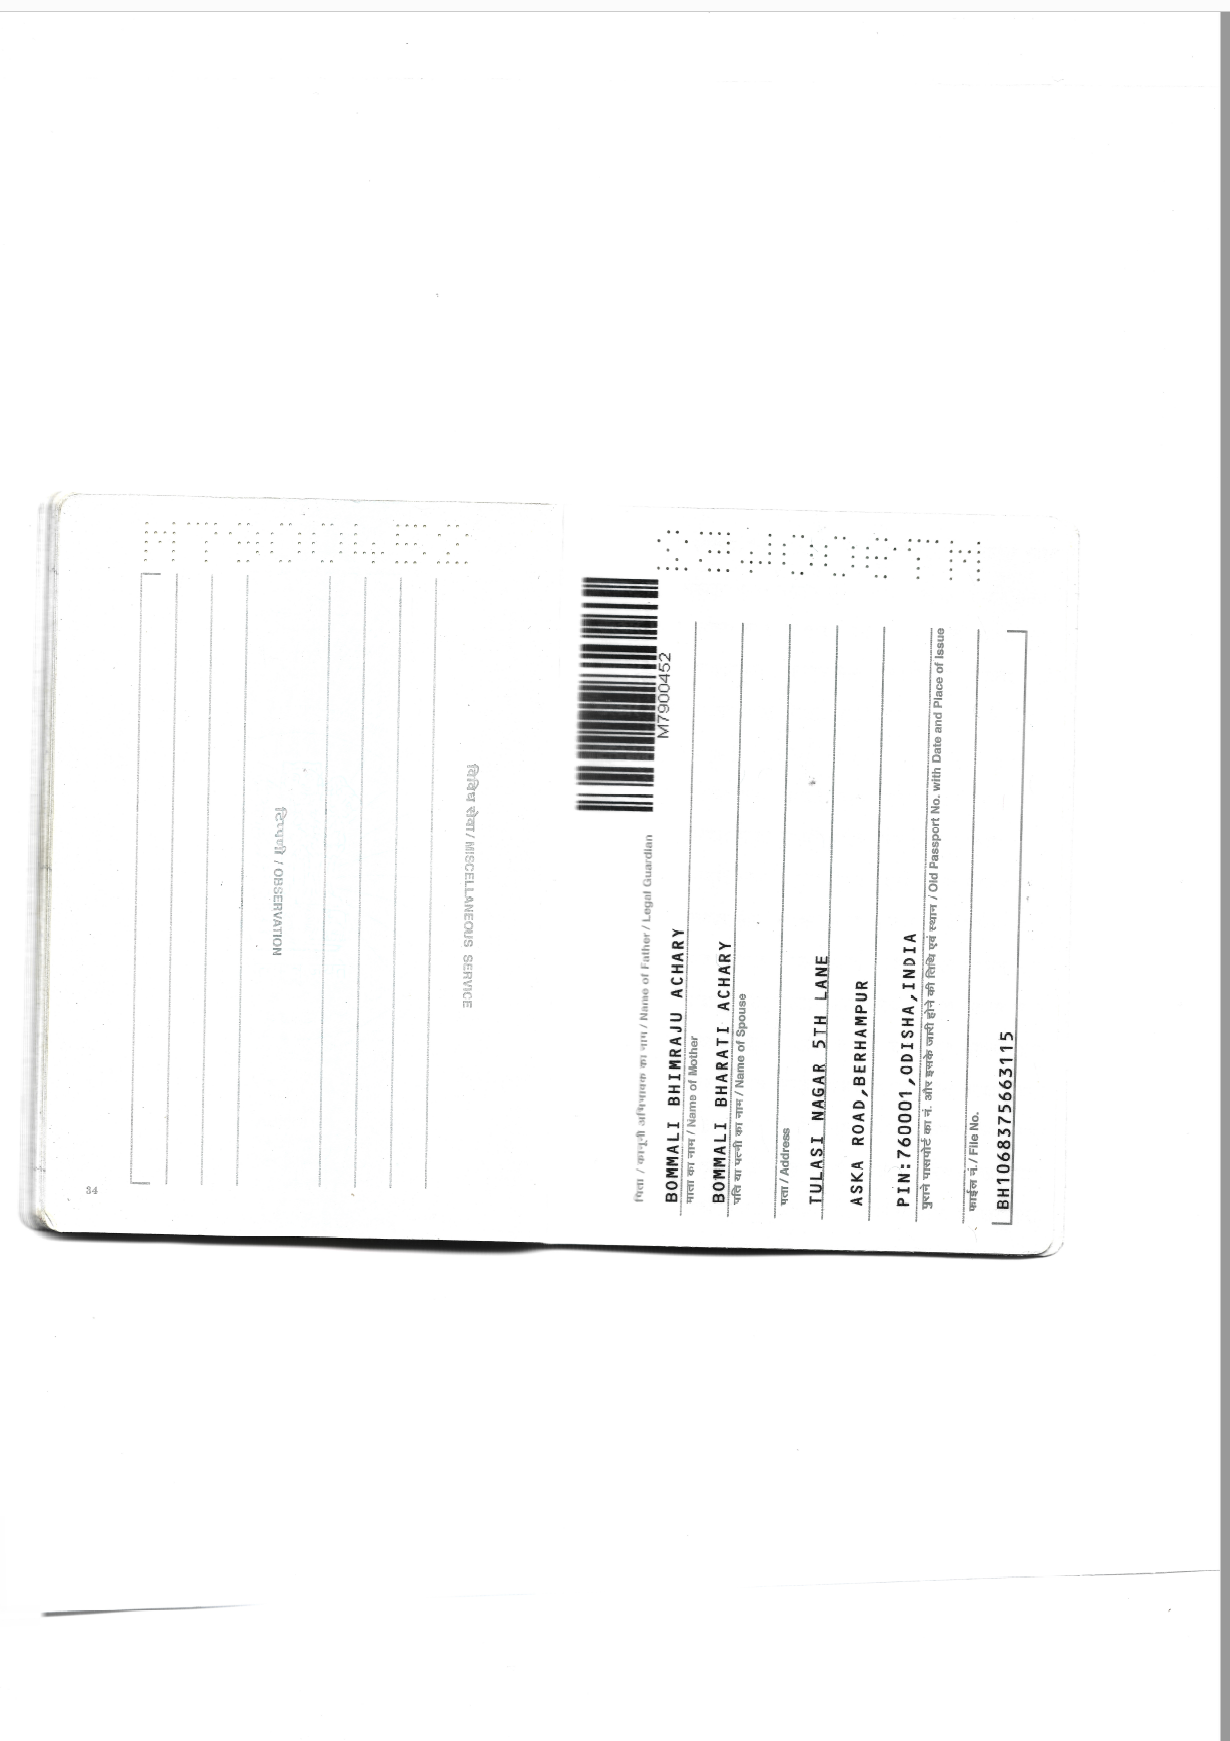 34
टिप्पणी / OBSERVATION
विविध सेवा / MISCELLANEOUS SERVICE
M7900452
M7900452
पिता / कानूनी अभिभावक का नाम / Name of Father / Legal Guardian
BOMMALI BHIMRAJU ACHARY
माता का नाम / Name of Mother
BOMMALI BHARATI ACHARY
पति या पत्नी का नाम / Name of Spouse
पता / Address
TULASI NAGAR 5TH LANE
ASKA ROAD,BERHAMPUR
PIN:760001,ODISHA,INDIA
पुराने पासपोर्ट का नं. और इसके जारी होने की तिथि एवं स्थान / Old Passport No. with Date and Place of Issue
फाईल नं. / File No.
BH1068375663115